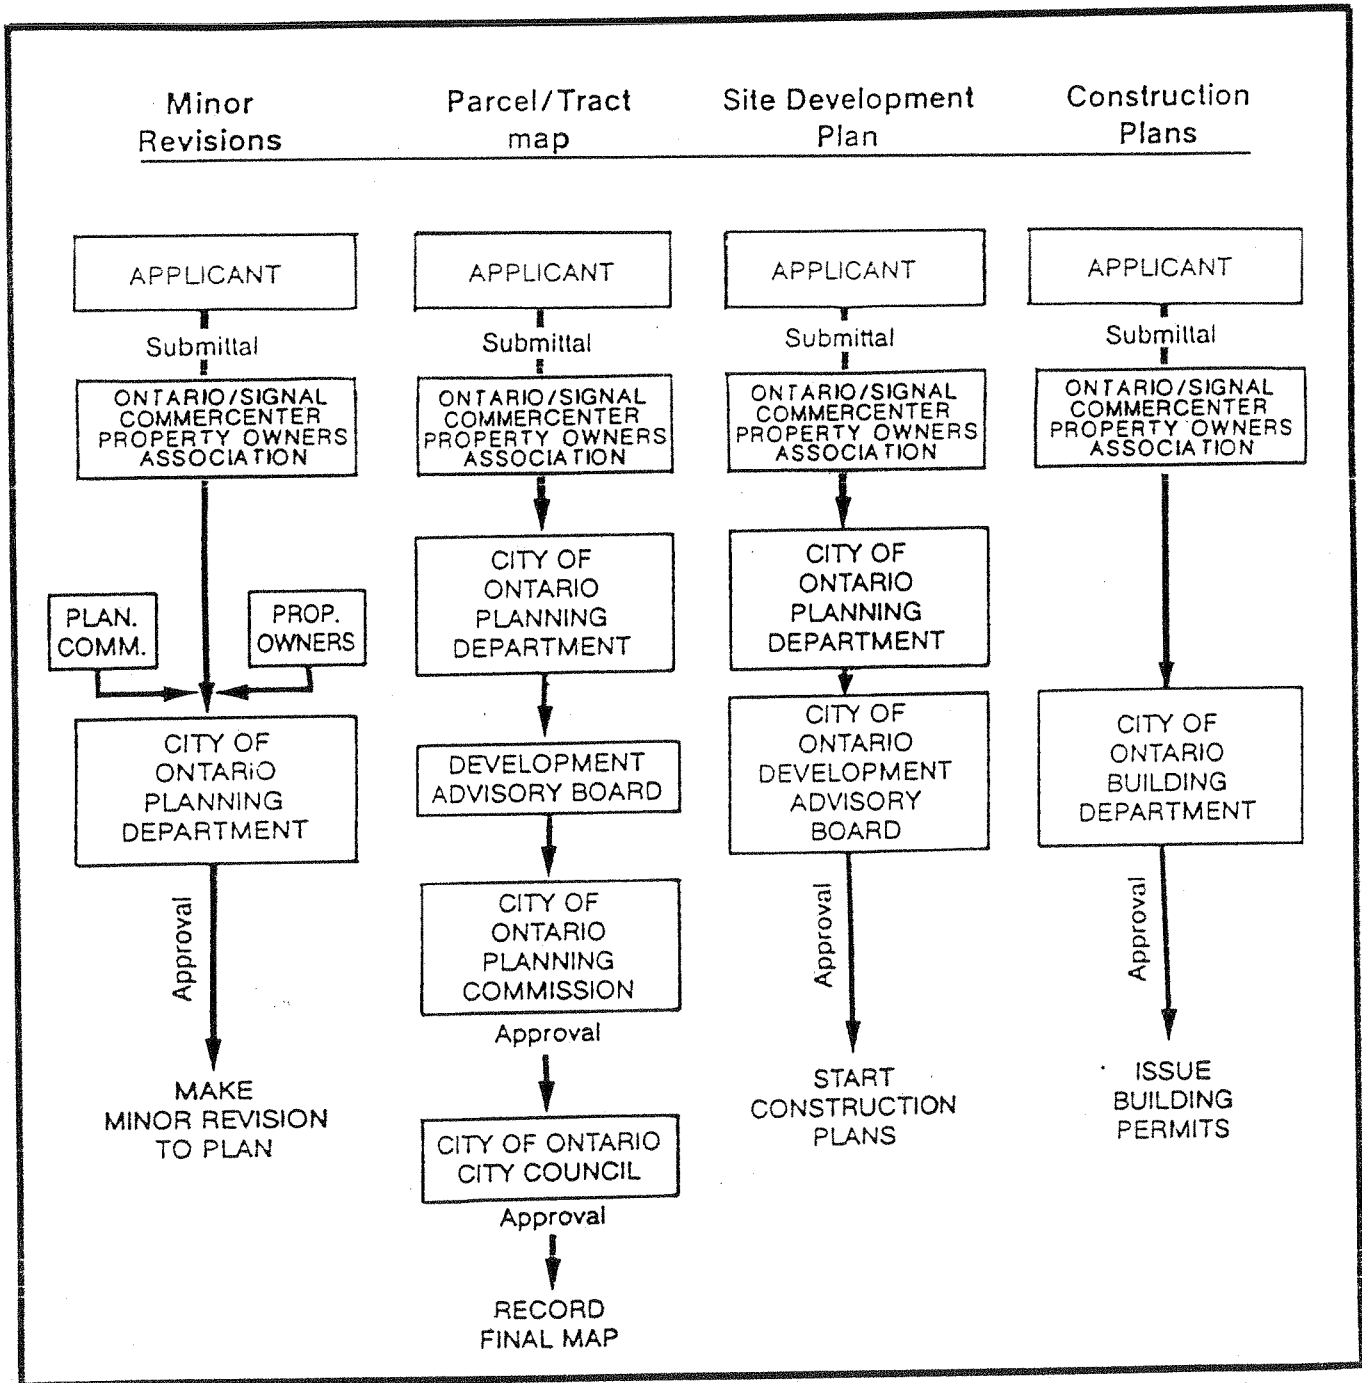 Minor
Revisions
Parcel/Tract
map
Site Development
Plan
Construction
Plans
APPLICANT
Submittal
ONTARIO/SIGNAL
COMMERCENTER
PROPERTY OWNERS
ASSOCIATION
PLAN.
COMM.
PROP.
OWNERS
CITY OF
ONTARIO
PLANNING
DEPARTMENT
Approval
MAKE
MINOR REVISION
TO PLAN
APPLICANT
Submittal
ONTARIO/SIGNAL
COMMERCENTER
PROPERTY OWNERS
ASSOCIATION
CITY OF
ONTARIO
PLANNING
DEPARTMENT
DEVELOPMENT
ADVISORY BOARD
CITY OF
ONTARIO
PLANNING
COMMISSION
Approval
CITY OF ONTARIO
CITY COUNCIL
Approval
RECORD
FINAL MAP
APPLICANT
Submittal
ONTARIO/SIGNAL
COMMERCENTER
PROPERTY OWNERS
ASSOCIATION
CITY OF
ONTARIO
PLANNING
DEPARTMENT
CITY OF
ONTARIO
DEVELOPMENT
ADVISORY
BOARD
Approval
START
CONSTRUCTION
PLANS
APPLICANT
Submittal
ONTARIO/SIGNAL
COMMERCENTER
PROPERTY OWNERS
ASSOCIATION
CITY OF
ONTARIO
BUILDING
DEPARTMENT
Approval
ISSUE
BUILDING
PERMITS